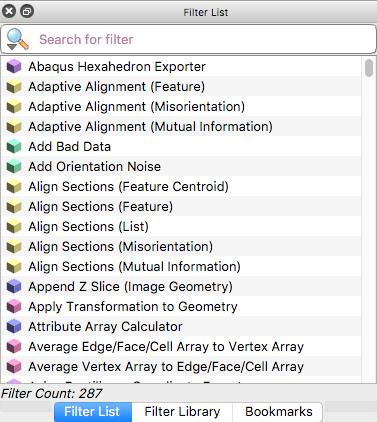 Filter List
Search for filter
Abaqus Hexahedron Exporter
Adaptive Alignment (Feature)
Adaptive Alignment (Misorientation)
Adaptive Alignment (Mutual Information)
Add Bad Data
Add Orientation Noise
Align Sections (Feature Centroid)
Align Sections (Feature)
Align Sections (List)
Align Sections (Misorientation)
Align Sections (Mutual Information)
Append Z Slice (Image Geometry)
Apply Transformation to Geometry
Attribute Array Calculator
Average Edge/Face/Cell Array to Vertex Array
Average Vertex Array to Edge/Face/Cell Array
Filter Count: 287
Filter List Filter Library Bookmarks